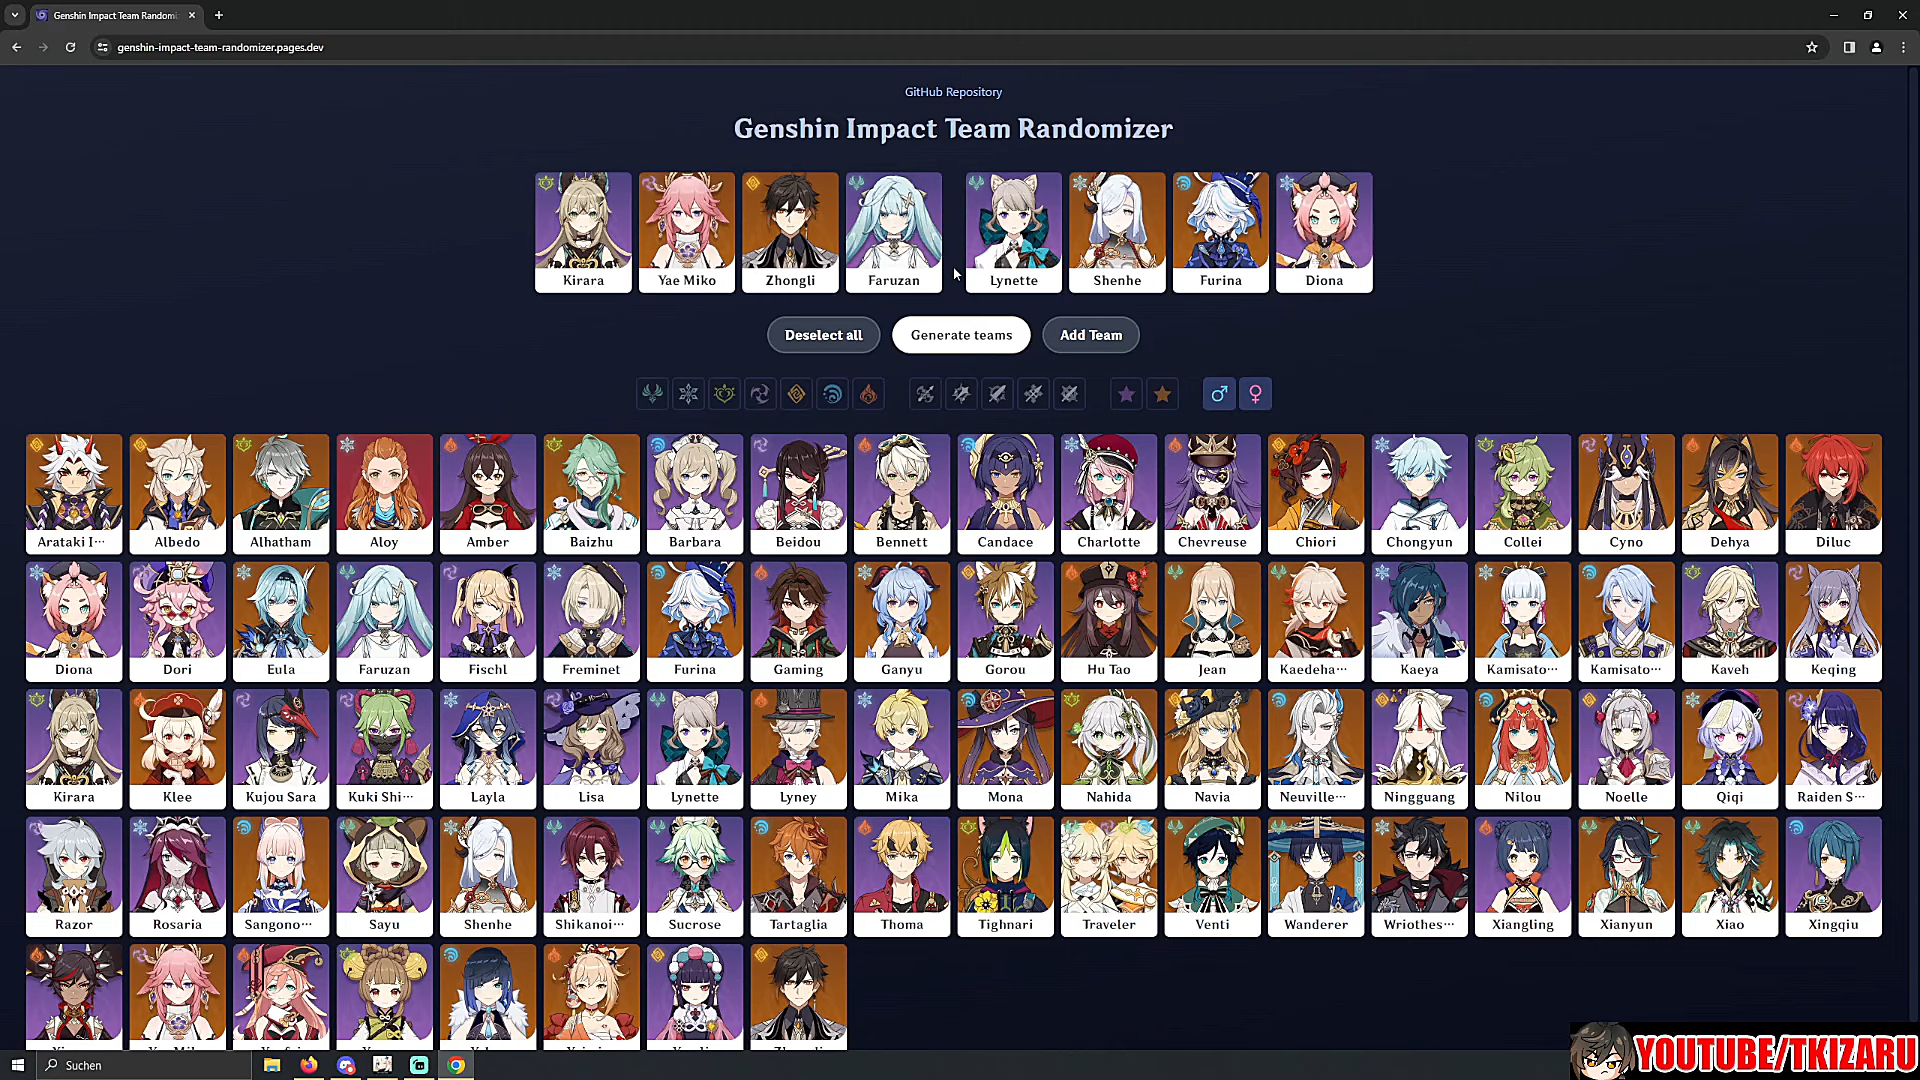 Genshin Impact Team Randomi
genshin-impact-team-randomizer.pages.dev
GitHub Repository
Genshin Impact Team Randomizer
Kirara Yae Miko Zhongli Faruzan Lynette Shenhe Furina Diona
Deselect all Generate teams Add Team
Arataki I··· Albedo Alhatham Aloy Amber Baizhu Barbara Beidou Bennett Candace Charlotte Chevreuse Chiori Chongyun Collei Cyno Dehya Diluc
Diona Dori Eula Faruzan Fischl Freminet Furina Gaming Ganyu Gorou Hu Tao Jean Kaedeha··· Kaeya Kamisato··· Kamisato··· Kaveh Keqing
Kirara Klee Kujou Sara Kuki Shi··· Layla Lisa Lynette Lyney Mika Mona Nahida Navia Neuville··· Ningguang Nilou Noelle Qiqi Raiden S···
Razor Rosaria Sangono··· Sayu Shenhe Shikanoi··· Sucrose Tartaglia Thoma Tighnari Traveler Venti Wanderer Wriothes··· Xiangling Xianyun Xiao Xingqiu
Suchen
YOUTUBE/TKIZARU